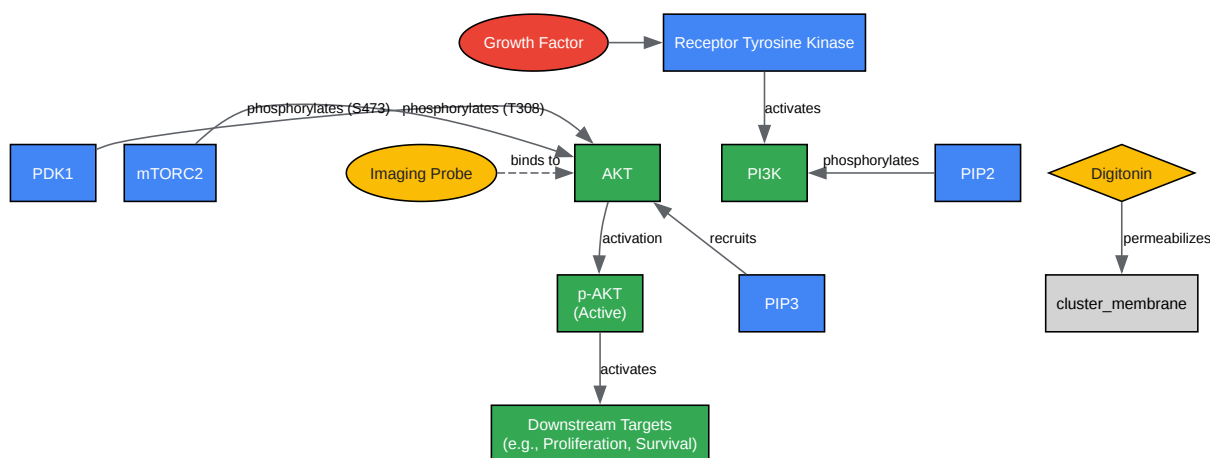 Growth Factor
Receptor Tyrosine Kinase
phosphorylates (S473)
phosphorylates (T308)
activates
PDK1
mTORC2
Imaging Probe
binds to
AKT
PI3K
phosphorylates
PIP2
Digitonin
activation
recruits
permeabilizes
p-AKT
(Active)
PIP3
cluster_membrane
activates
Downstream Targets
(e.g., Proliferation, Survival)